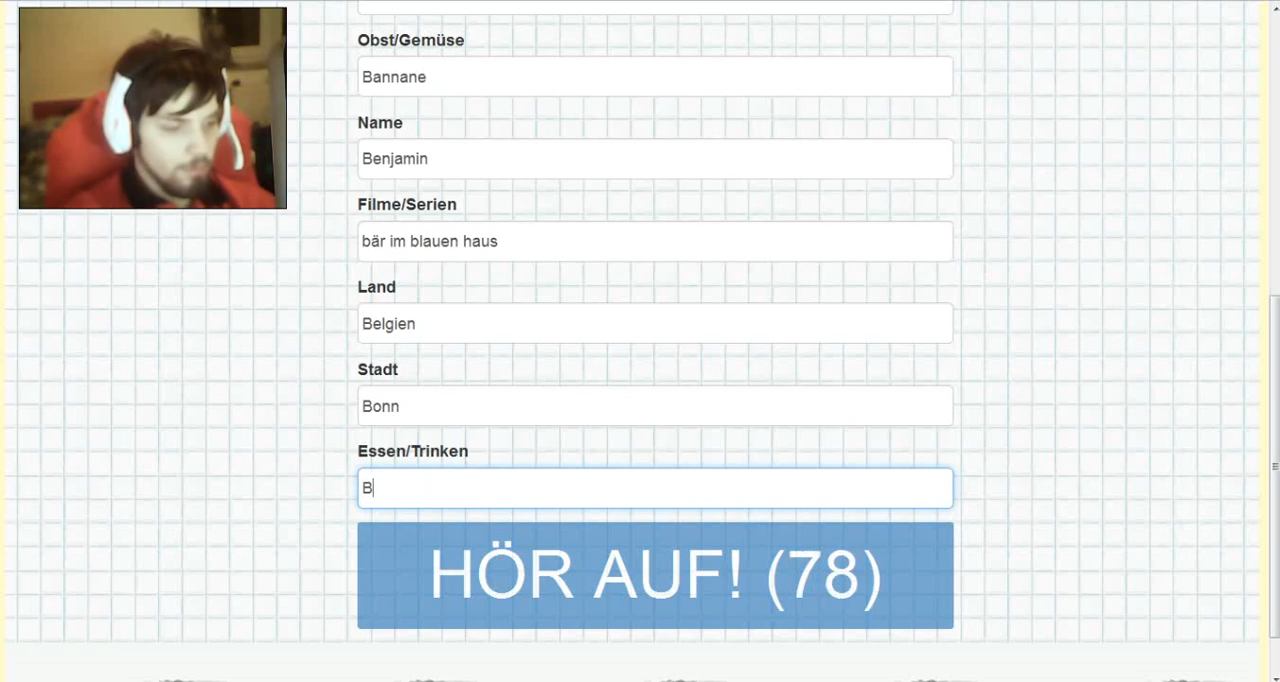 Obst/Gemüse
Bannane
Name
Benjamin
Filme/Serien
bär im blauen haus
Land
Belgien
Stadt
Bonn
Essen/Trinken
B
HÖR AUF! (78)